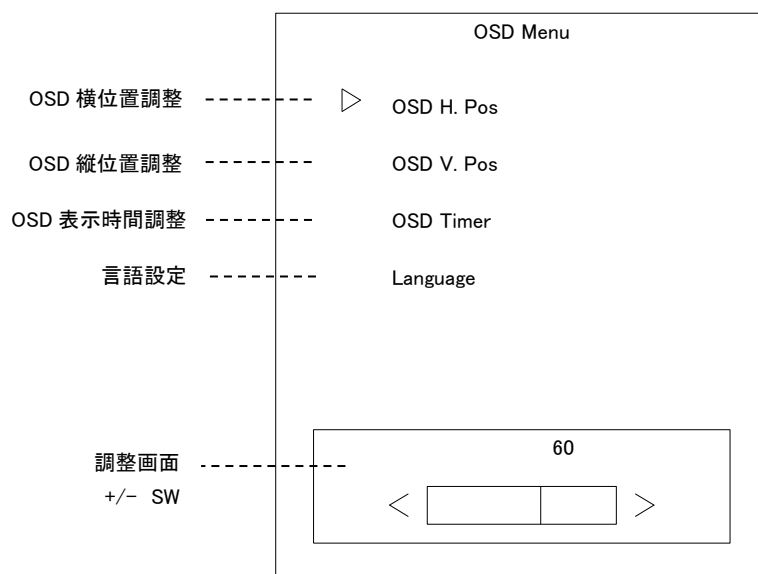 OSD Menu
OSD 横位置調整 OSD H. Pos
OSD 縦位置調整 OSD V. Pos
OSD 表示時間調整 OSD Timer
言語設定 Language
60
調整画面
+/- SW